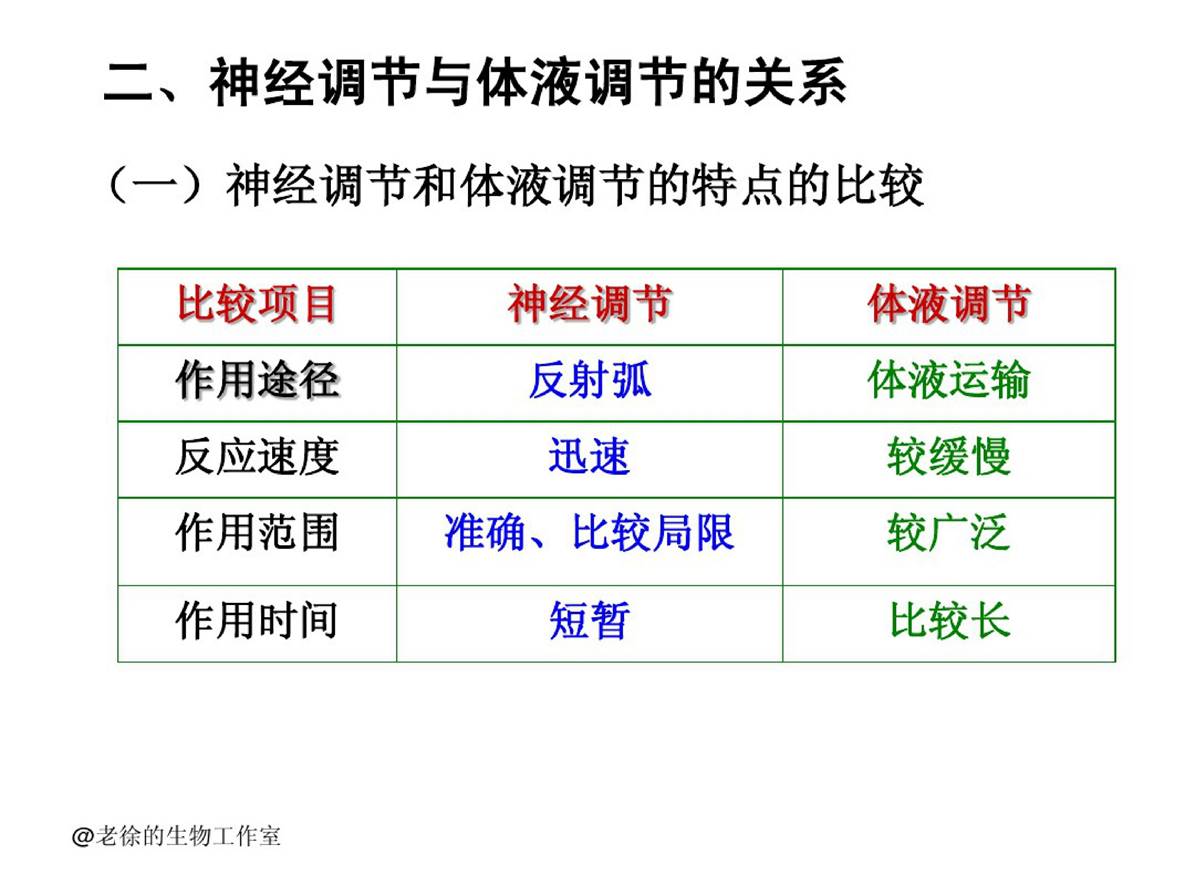 二、神经调节与体液调节的关系
（一）神经调节和体液调节的特点的比较
比较项目 神经调节 体液调节
作用途径 反射弧 体液运输
反应速度 迅速 较缓慢
作用范围 准确、比较局限 较广泛
作用时间 短暂 比较长
@老徐的生物工作室